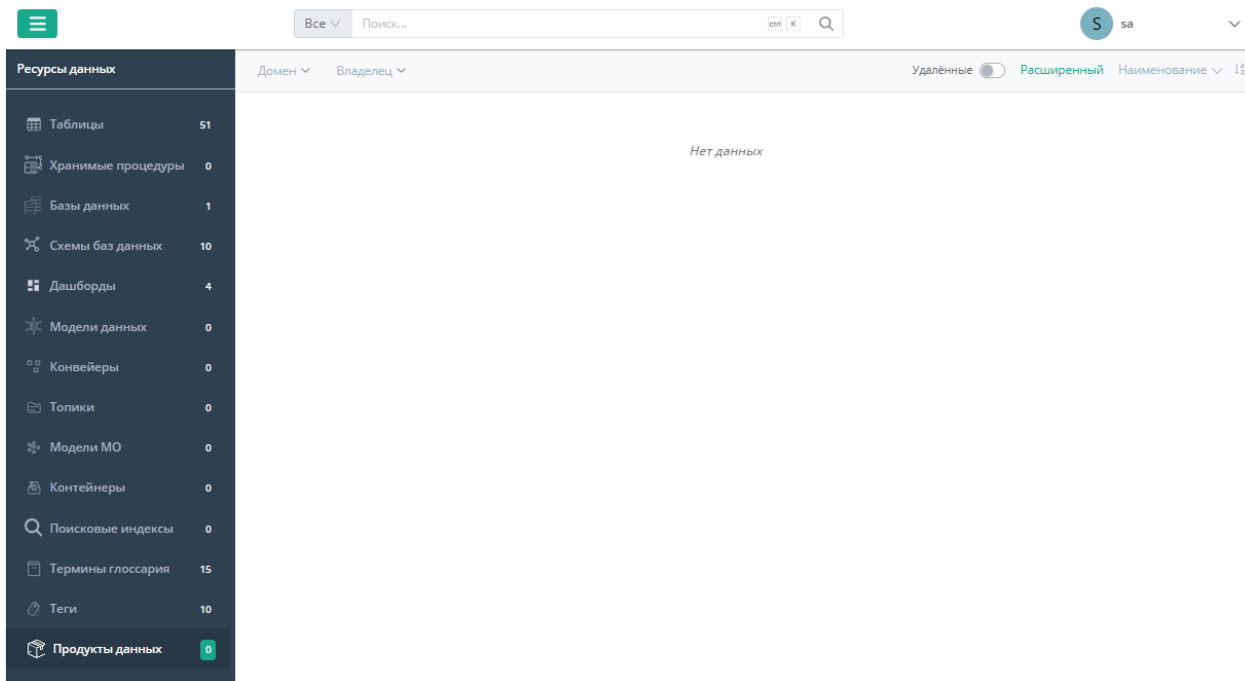 Все Поиск... ctrl K S sa
Ресурсы данных
Домен Владелец Удалённые Расширенный Наименование
Таблицы 51
Нет данных
Хранимые процедуры 0
Базы данных 1
Схемы баз данных 10
Дашборды 4
Модели данных 0
Конвейеры 0
Топики 0
Модели МО 0
Контейнеры 0
Поисковые индексы 0
Термины глоссария 15
Теги 10
Продукты данных 0